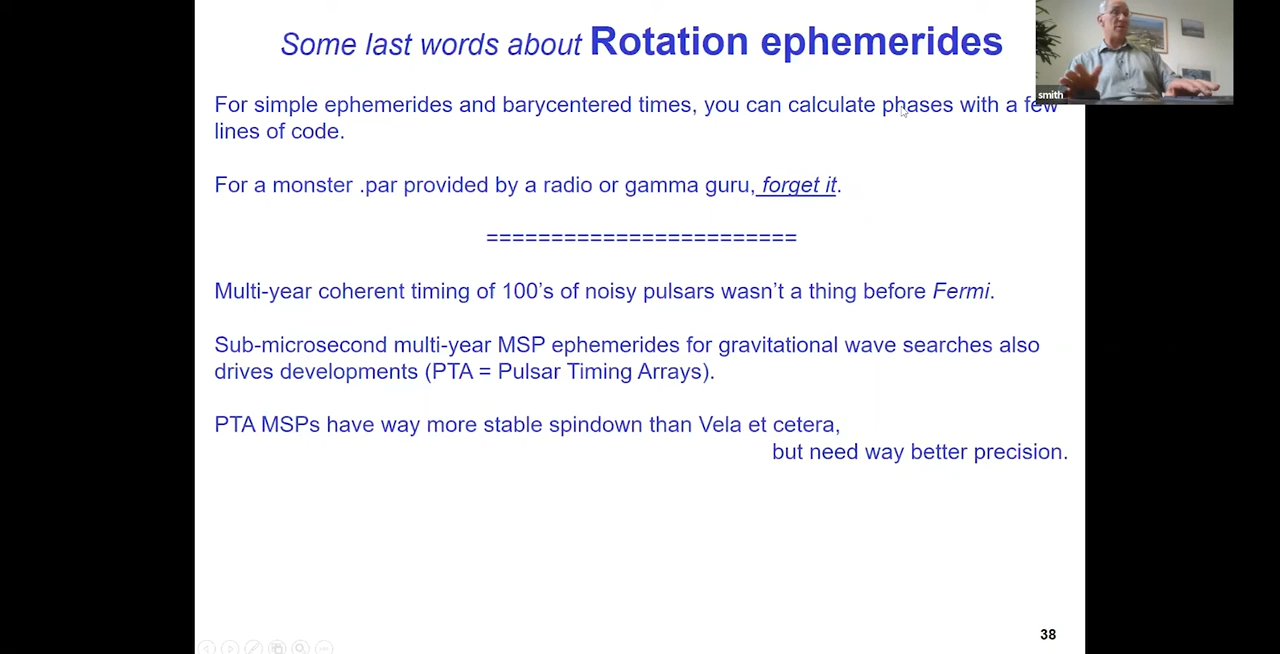 Some last words about Rotation ephemerides
smith
For simple ephemerides and barycentered times, you can calculate phases with a few
lines of code.
For a monster .par provided by a radio or gamma guru, forget it.
========================
Multi-year coherent timing of 100's of noisy pulsars wasn't a thing before Fermi.
Sub-microsecond multi-year MSP ephemerides for gravitational wave searches also
drives developments (PTA = Pulsar Timing Arrays).
PTA MSPs have way more stable spindown than Vela et cetera,
but need way better precision.
38